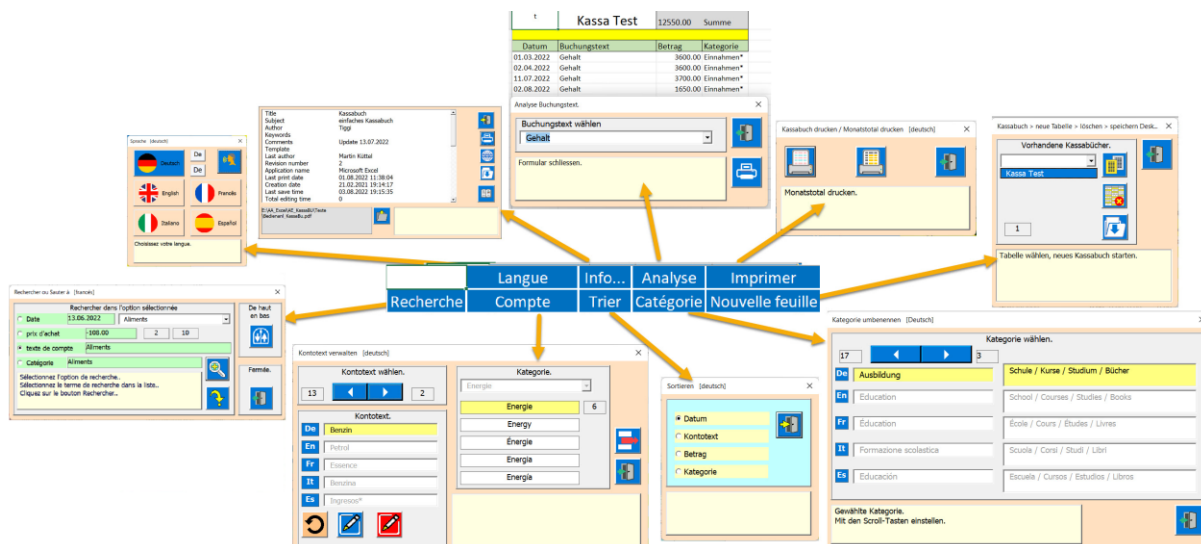 t Kassa Test 12550.00 Summe
Datum Buchungstext Betrag Kategorie
01.03.2022 Gehalt 3600.00 Einnahmen*
02.04.2022 Gehalt 3600.00 Einnahmen*
11.07.2022 Gehalt 3700.00 Einnahmen*
02.08.2022 Gehalt 1650.00 Einnahmen*
Analyse Buchungstext.
Buchungstext wählen
Gehalt
Formular schliessen.
Title Kassabuch
Subject einfaches Kassabuch
Author Tiggi
Keywords
Comments Update 13.07.2022
Template
Last author Martin Küttel
Revision number 2
Application name Microsoft Excel
Last print date 01.08.2022 11:38:04
Creation date 21.02.2021 19:14:17
Last save time 03.08.2022 19:15:35
Total editing time 0
Sprache [deutsch]
Deutsch
De
De
English
Francés
Italiano
Español
Choisissez votre langue.
Kassabuch drucken / Monatstotal drucken [deutsch]
Monatstotal drucken.
Kassabuch > neue Tabelle > löschen > speichern Desk...
Vorhandene Kassabücher.
Kassa Test
1
Tabelle wählen, neues Kassabuch starten.
Langue Info... Analyse Imprimer
Recherche Compte Trier Catégorie Nouvelle feuille
Rechercher ou Sauter à [francés]
Rechercher dans l'option sélectionnée
Date 13.06.2022 Aliments
prix d'achat -108.00 2 10
texte de compte Aliments
Catégorie Aliments
Sélectionnez l'option de recherche..
Sélectionnez le terme de recherche dans la liste..
Cliquez sur le bouton Rechercher...
De haut
en bas
Fermée.
Kontotext verwalten [deutsch]
Kontotext wählen.
13 2
Kontotext.
De Benzin
En Petrol
Fr Essence
It Benzina
Es Ingresos*
Kategorie.
Energie
Energie 6
Energy
Énergie
Energia
Energía
Sortieren [deutsch]
Datum
Kontotext
Betrag
Kategorie
Kategorie umbenennen [Deutsch]
Kategorie wählen.
17 3
De Ausbildung Schule / Kurse / Studium / Bücher
En Education School / Courses / Studies / Books
Fr Éducation École / Cours / Études / Livres
It Formazione scolastica Scuola / Corsi / Studi / Libri
Es Educación Escuela / Cursos / Estudios / Libros
Gewählte Kategorie.
Mit den Scroll-Tasten einstellen.